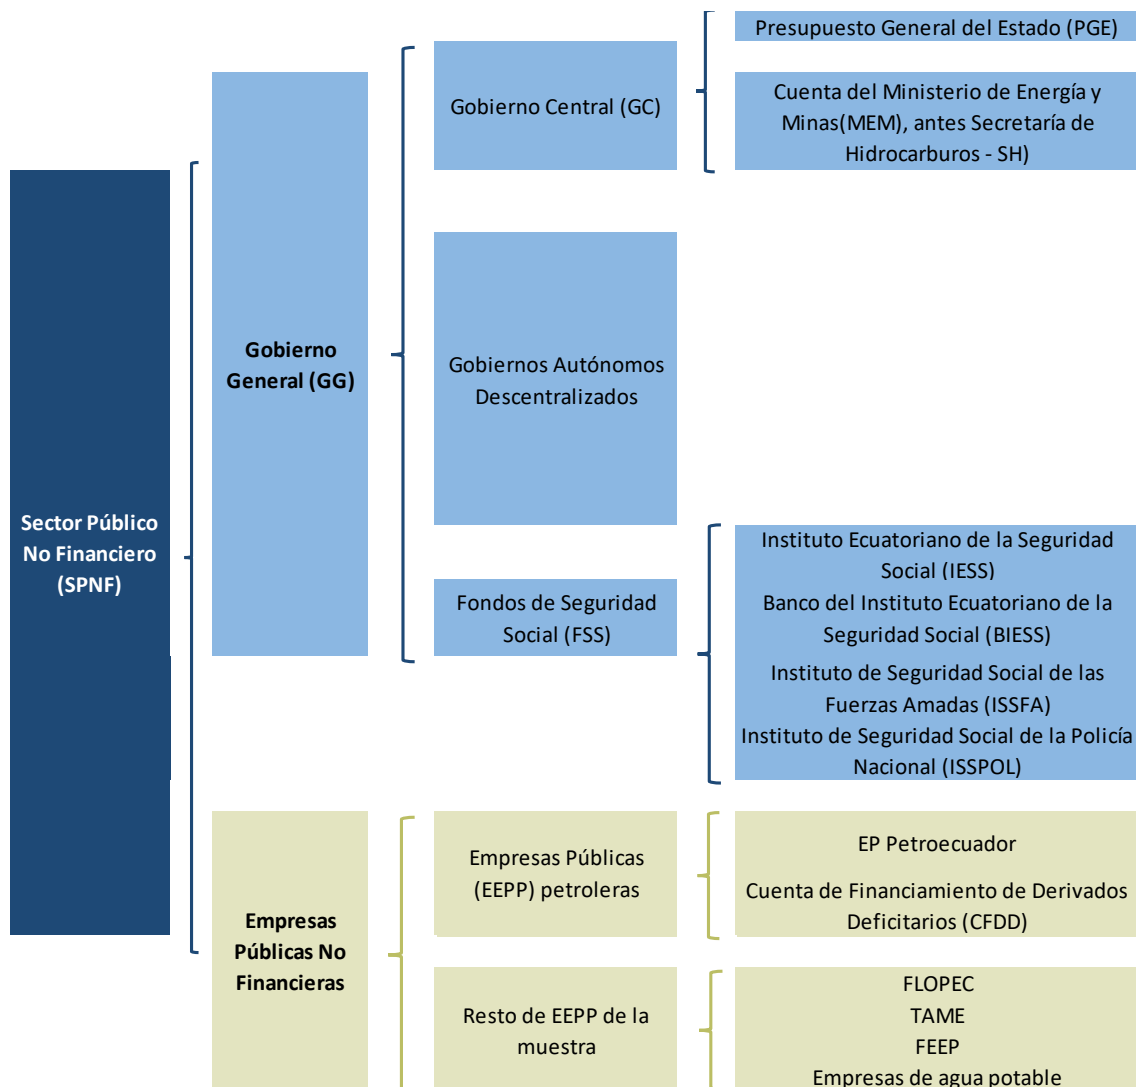 Presupuesto General del Estado (PGE)
Gobierno Central (GC)
Cuenta del Ministerio de Energía y
Minas(MEM), antes Secretaría de
Hidrocarburos - SH)
Gobierno
General (GG)
Gobiernos Autónomos
Descentralizados
Sector Público
No Financiero
(SPNF)
Fondos de Seguridad
Social (FSS)
Instituto Ecuatoriano de la Seguridad
Social (IESS)
Banco del Instituto Ecuatoriano de la
Seguridad Social (BIESS)
Instituto de Seguridad Social de las
Fuerzas Amadas (ISSFA)
Instituto de Seguridad Social de la Policía
Nacional (ISSPOL)
Empresas
Públicas No
Financieras
Empresas Públicas
(EEPP) petroleras
EP Petroecuador
Cuenta de Financiamiento de Derivados
Deficitarios (CFDD)
Resto de EEPP de la
muestra
FLOPEC
TAME
FEEP
Empresas de agua potable